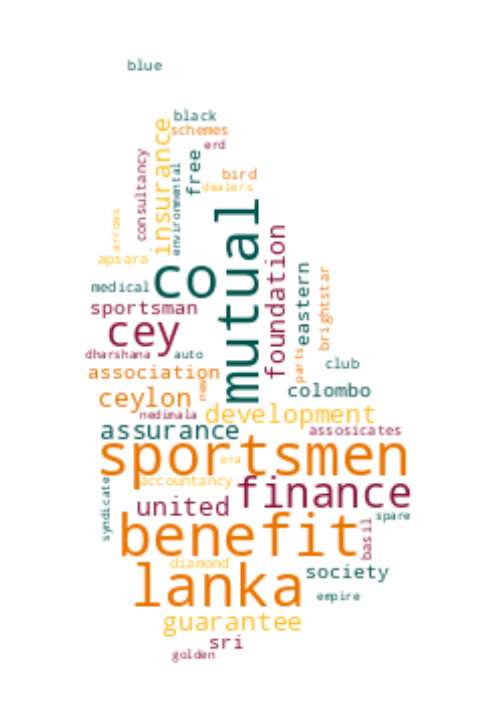 blue
black
schemes
erd
insurance
consultancy
environmental
free
bird
dealers
arrows
apsara
mutual
foundation
eastern
brightstar
medical
co
sportsman
cey
dharshana
auto
parts
club
association
new
colombo
ceylon
nedimala
development
assurance
assosicates
sportsmen
era
accountancy
syndicate
finance
united
spare
benefit
basil
diamond
society
lanka
empire
guarantee
sri
golden